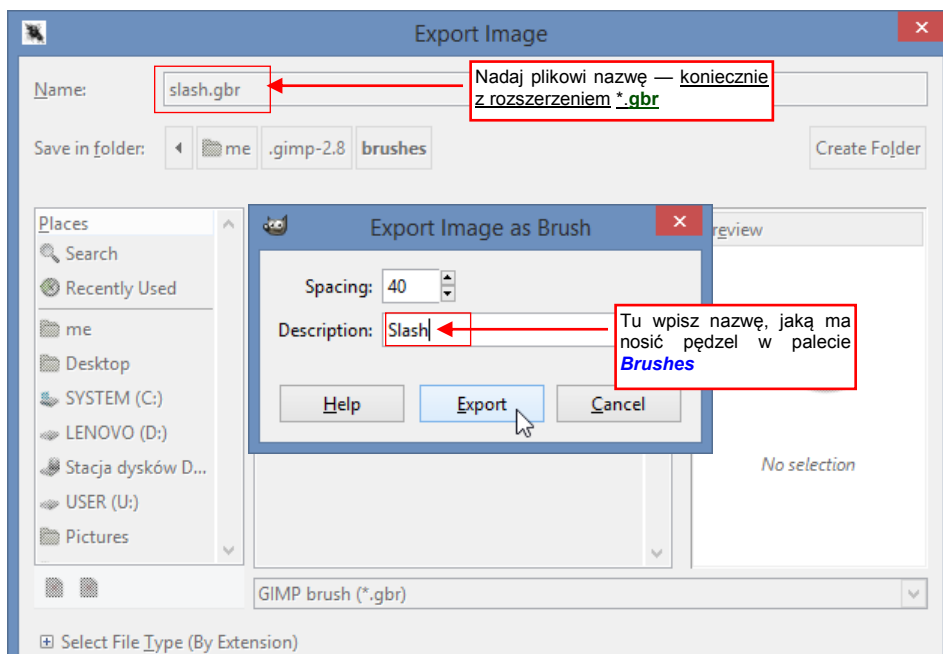 Export Image
Name:
slash.gbr
Nadaj plikowi nazwę — koniecznie
z rozszerzeniem *.gbr
Save in folder:
me
.gimp-2.8
brushes
Create Folder
Places
Search
Recently Used
me
Desktop
SYSTEM (C:)
LENOVO (D:)
Stacja dysków D...
USER (U:)
Pictures
Export Image as Brush
Spacing: 40
Description: Slash
Tu wpisz nazwę, jaką ma
nosić pędzel w palecie
Brushes
Help
Export
Cancel
review
No selection
GIMP brush (*.gbr)
Select File Type (By Extension)